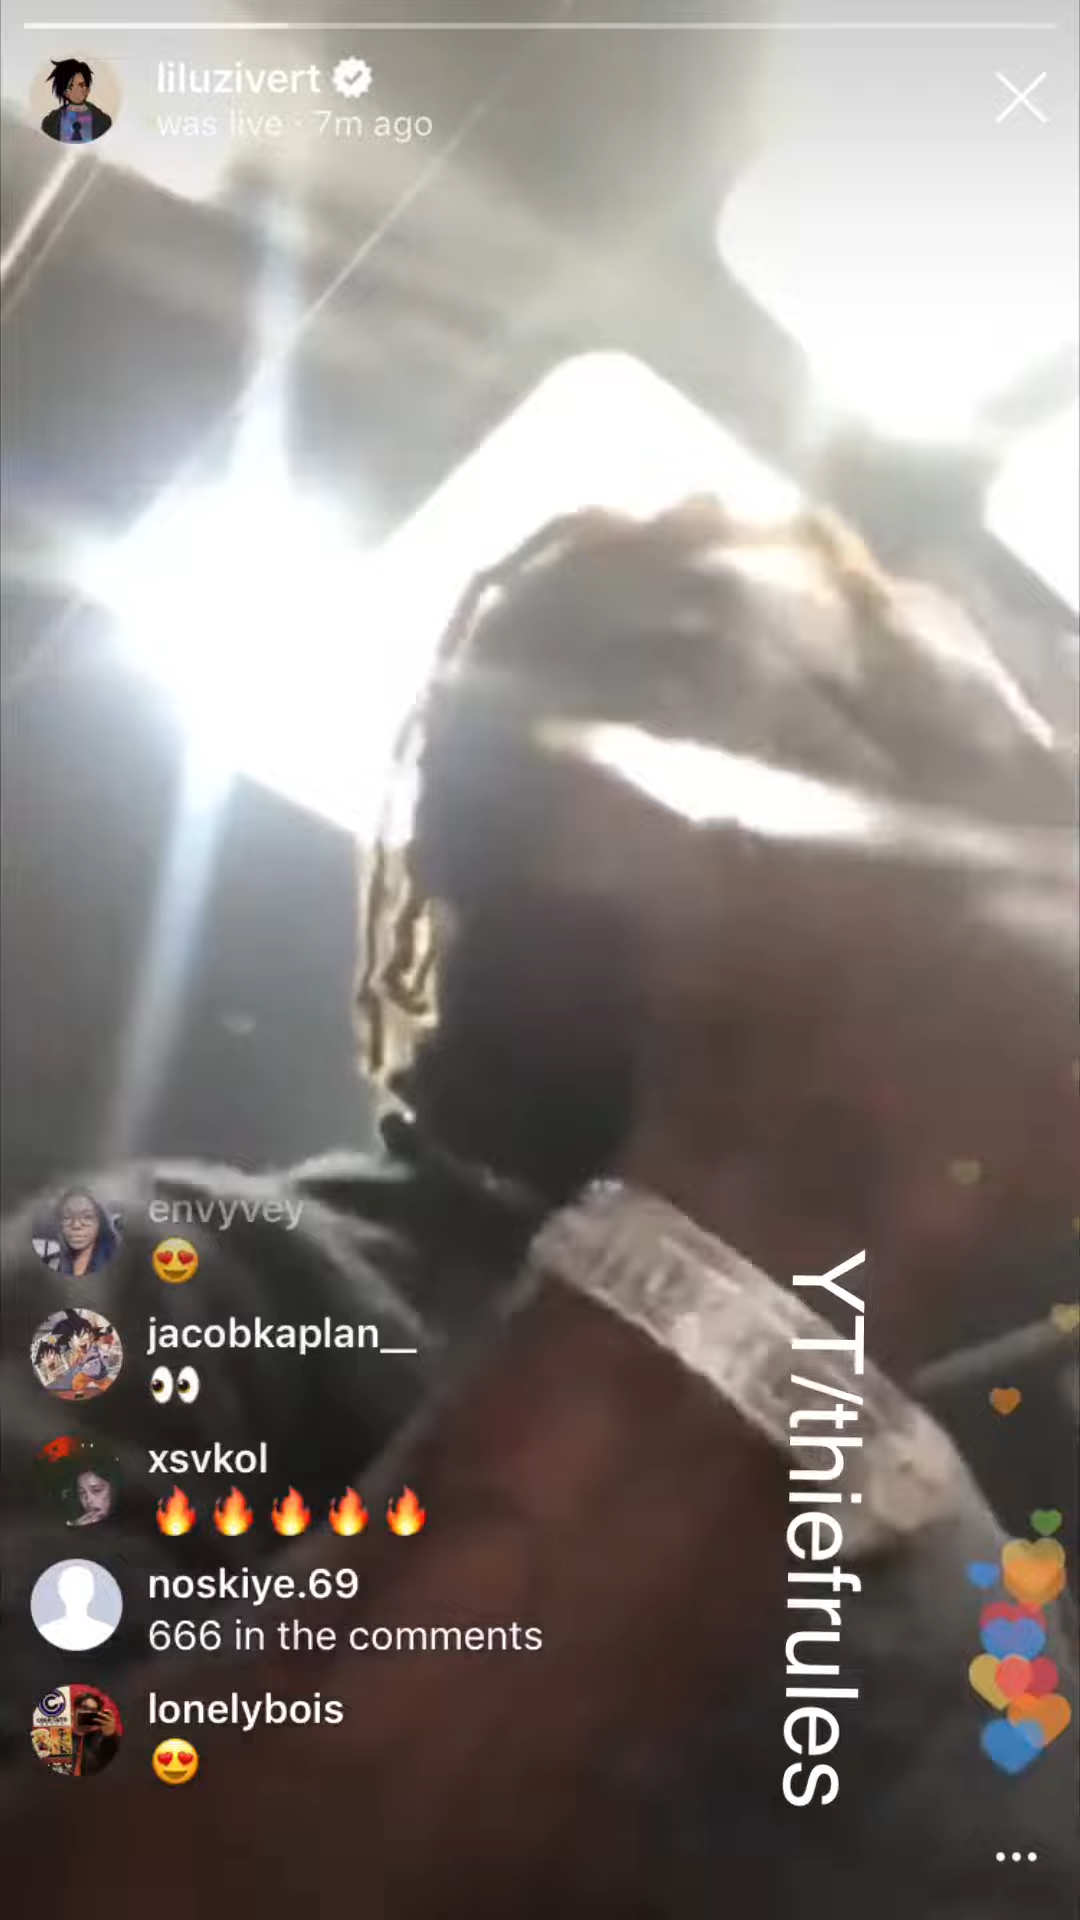 liluzivert
was live · 7m ago
envyvey
😍
jacobkaplan__
👀
xsvkol
🔥🔥🔥🔥🔥
noskiye.69
666 in the comments
lonelybois
😍
YT/thiefrules